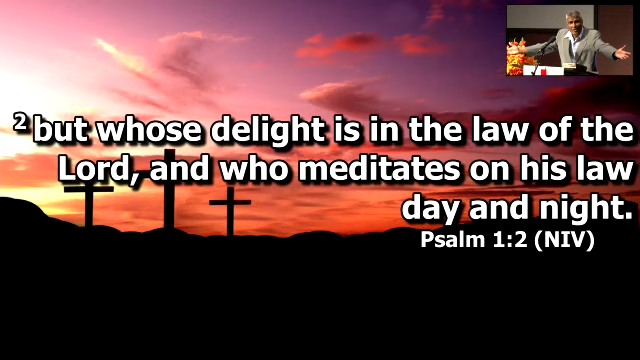 2 but whose delight is in the law of the
Lord, and who meditates on his law
day and night.
Psalm 1:2 (NIV)